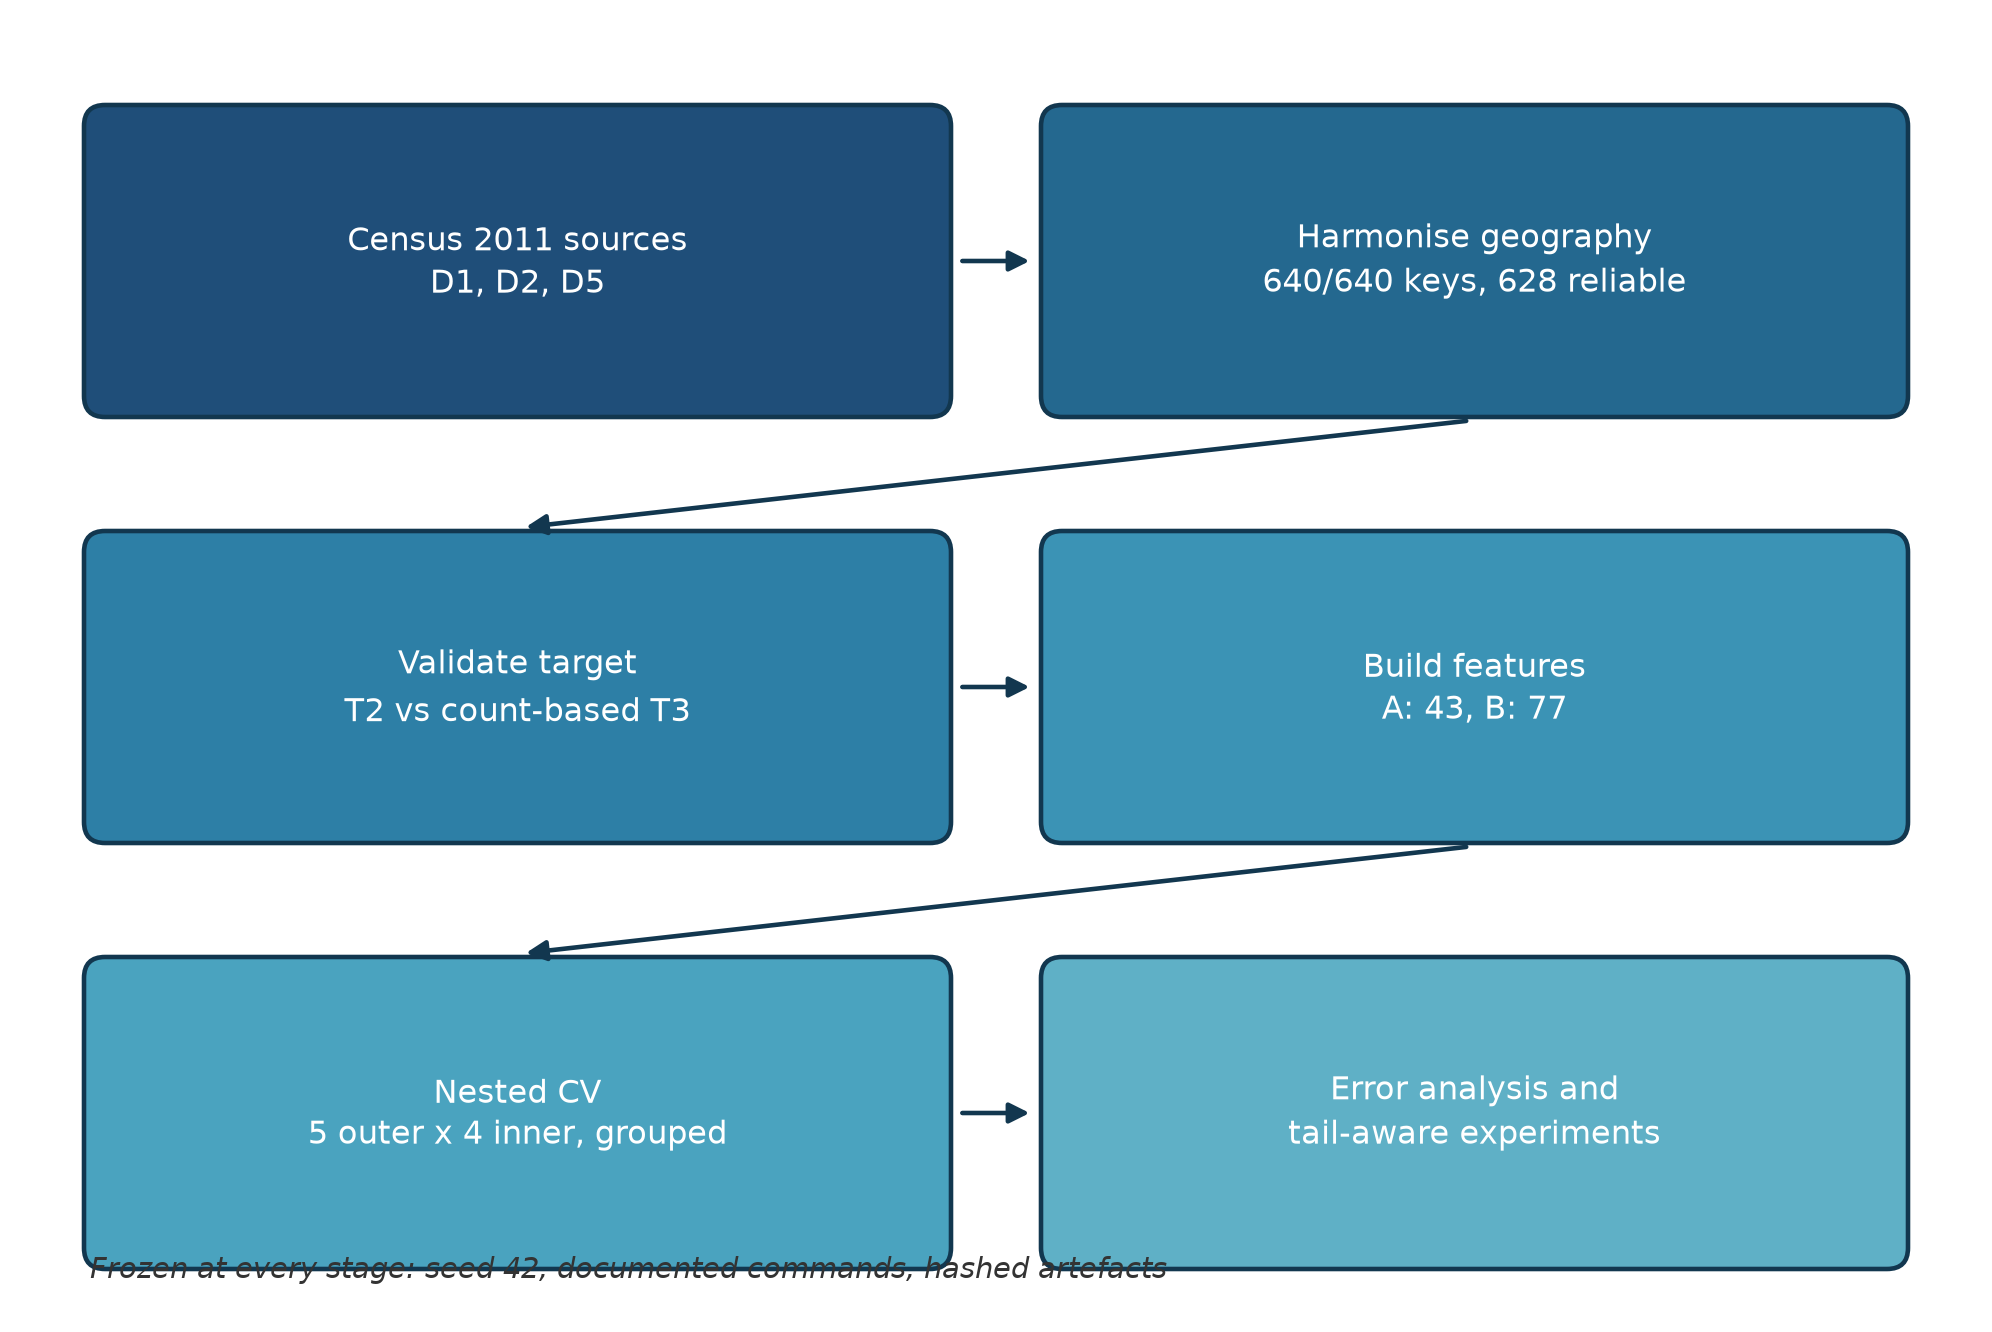 Census 2011 sources
D1, D2, D5
Harmonise geography
640/640 keys, 628 reliable
Validate target
T2 vs count-based T3
Build features
A: 43, B: 77
Nested CV
5 outer x 4 inner, grouped
Error analysis and
tail-aware experiments
Frozen at every stage: seed 42, documented commands, hashed artefacts